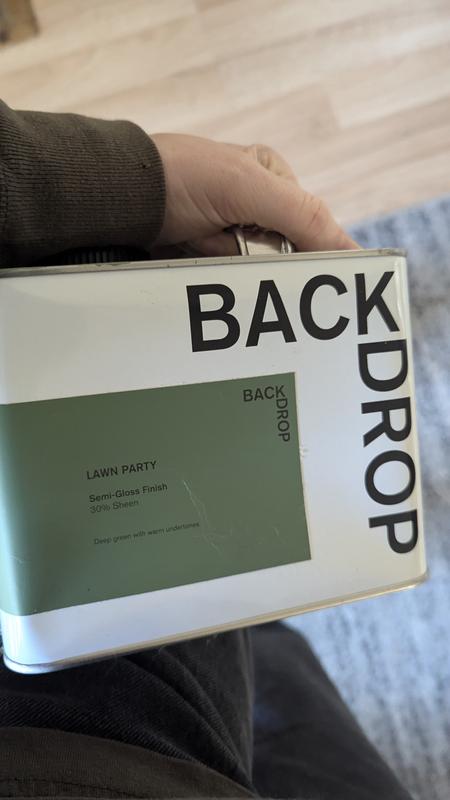 BACK
DROP
BACK
DROP
LAWN PARTY
Semi-Gloss Finish
30% Sheen
Deep green with warm undertones